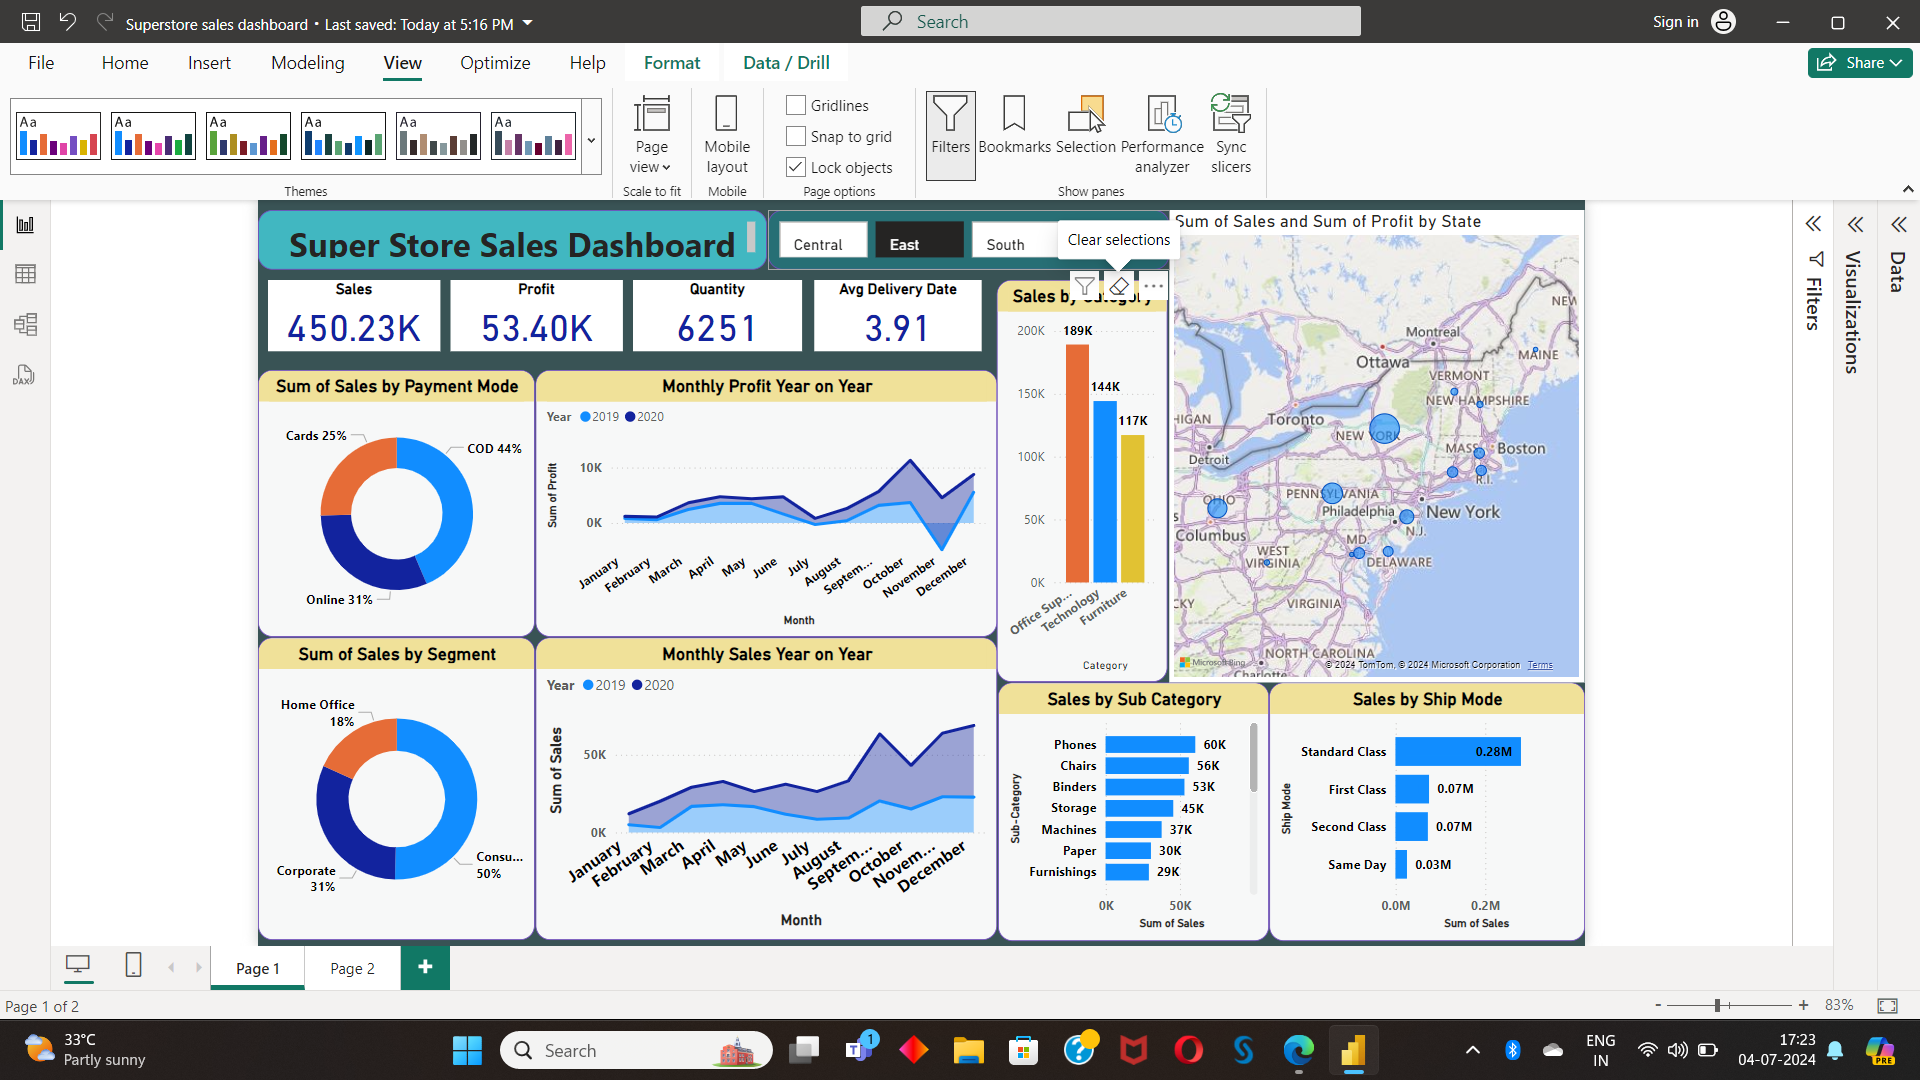 Superstore sales dashboard • Last saved: Today at 5:16 PM
Search
Sign in
File Home Insert Modeling View Optimize Help Format Data / Drill
Share
Aa Aa Aa Aa Aa Aa
Themes
Page view
Scale to fit
Mobile layout
Mobile
Gridlines
Snap to grid
Lock objects
Page options
Filters
Bookmarks
Selection
Performance analyzer
Sync slicers
Show panes
Super Store Sales Dashboard
Central East South
Clear selections
Sales
450.23K
Profit
53.40K
Quantity
6251
Avg Delivery Date
3.91
Sum of Sales by Payment Mode
Cards 25%
COD 44%
Online 31%
Monthly Profit Year on Year
Year 2019 2020
Sum of Profit
10K
0K
January February March April May June July August Septem... October November December
Month
Sales by Category
200K
150K
100K
50K
0K
189K
144K
117K
Office Sup... Technology Furniture
Category
Sum of Sales and Sum of Profit by State
NEW
Montreal
Ottawa
MAINE
VERMONT
NEW HAMPSHIRE
HIGAN
Toronto
NEW YORK
Detroit
MASS
Boston
R.I.
OHIO
PENNSYLVANIA
New York
Philadelphia
Columbus
N.J.
MD.
WEST VIRGINIA
DELAWARE
CKY
VIRGINIA
NORTH CAROLINA
Charlotte
Microsoft Bing
© 2024 TomTom, © 2024 Microsoft Corporation Terms
Sum of Sales by Segment
Home Office 18%
Corporate 31%
Consu... 50%
Monthly Sales Year on Year
Year 2019 2020
Sum of Sales
50K
0K
January February March April May June July August Septem... October Novem... December
Month
Sales by Sub Category
Sub-Category
Phones 60K
Chairs 56K
Binders 53K
Storage 45K
Machines 37K
Paper 30K
Furnishings 29K
0K 50K
Sum of Sales
Sales by Ship Mode
Ship Mode
Standard Class 0.28M
First Class 0.07M
Second Class 0.07M
Same Day 0.03M
0.0M 0.2M
Sum of Sales
Filters
Visualizations
Data
DAX
Page 1 Page 2 +
Page 1 of 2
- + 83%
33°C
Partly sunny
Search
1
ENG
IN
17:23
04-07-2024
PRE